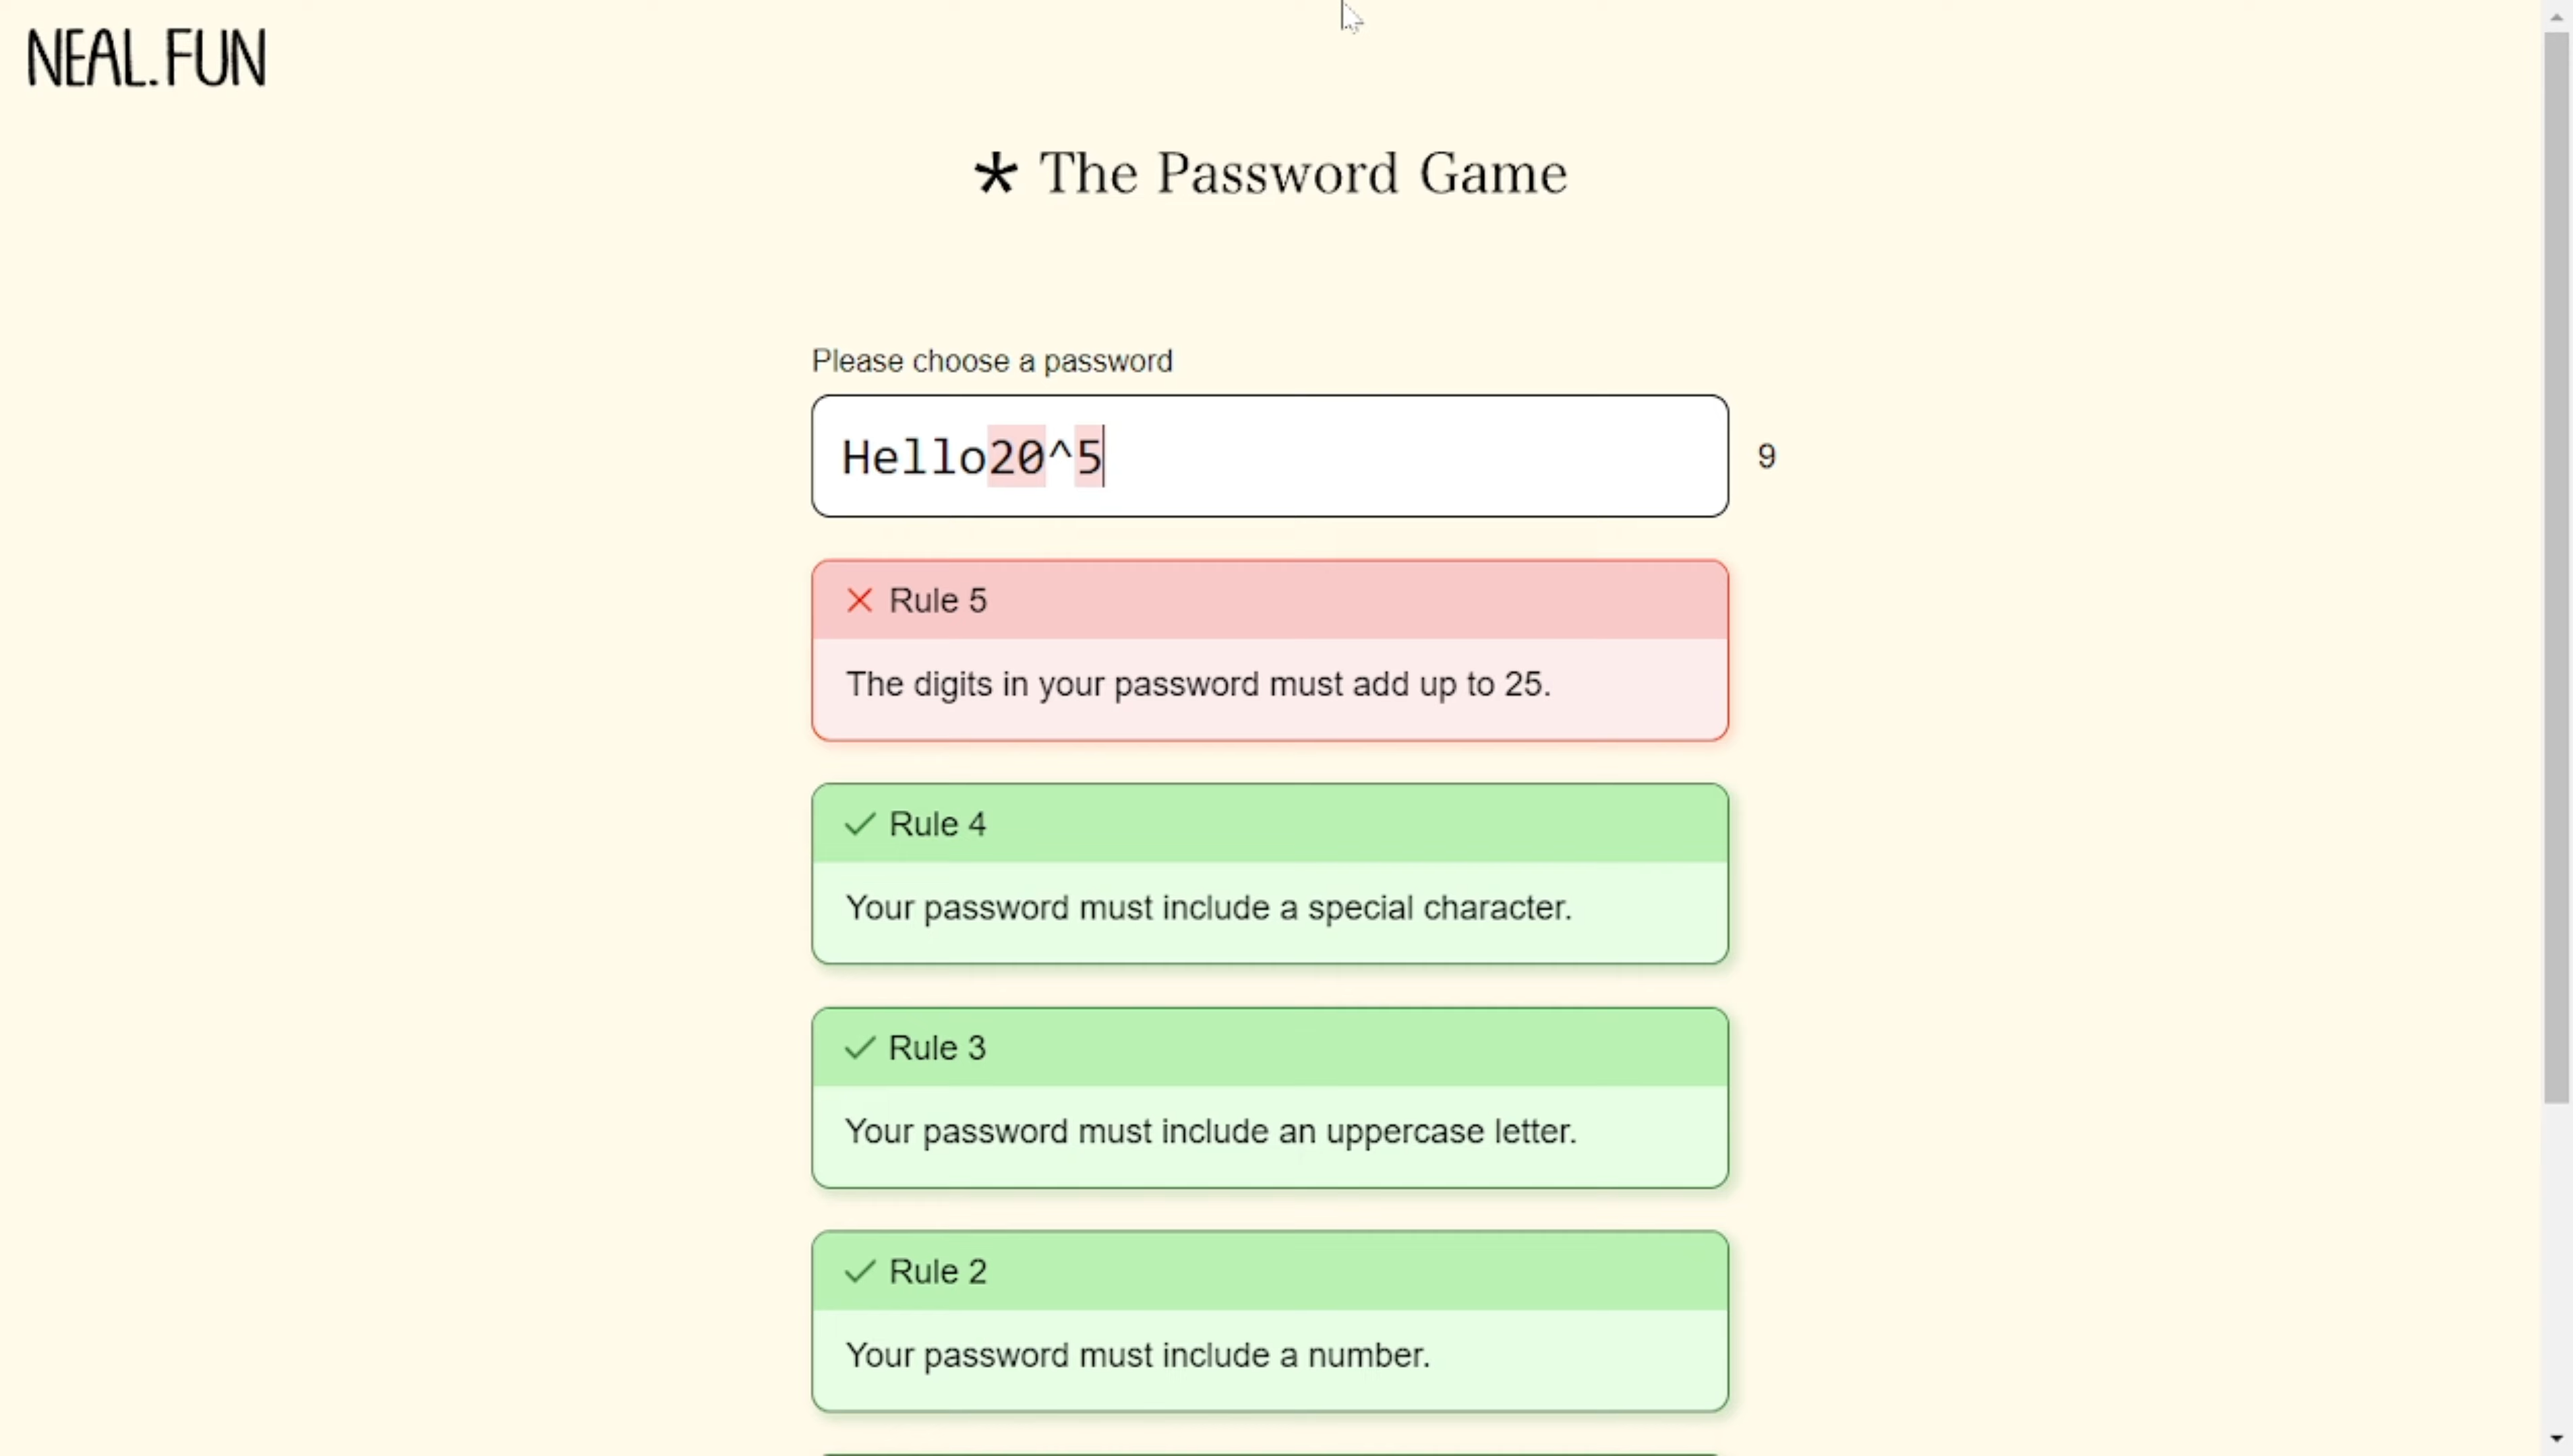 NEAL.FUN
* The Password Game
Please choose a password
Hello20^5
9
Rule 5
The digits in your password must add up to 25.
Rule 4
Your password must include a special character.
Rule 3
Your password must include an uppercase letter.
Rule 2
Your password must include a number.